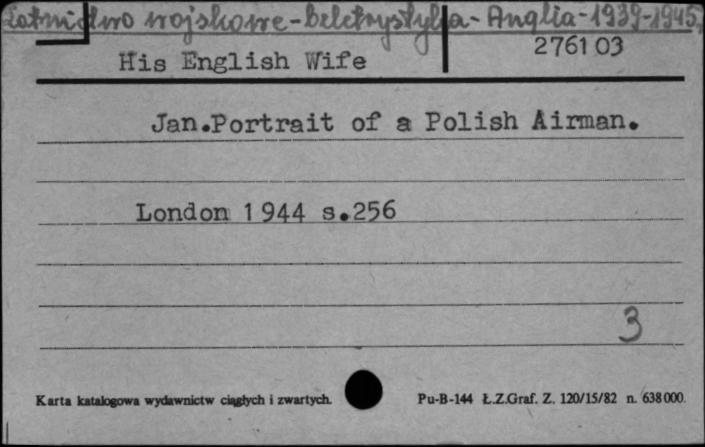 Lotnictwo wojskowe-beletrystyka-Anglia-1939-1945
His English Wife
276103
Jan.Portrait of a Polish Airman.
London 1944 s.256
3
Karta katalogowa wydawnictw ciągłych i zwartych.
Pu-B-144 Ł.Z.Graf. Z. 120/15/82 n. 638000.